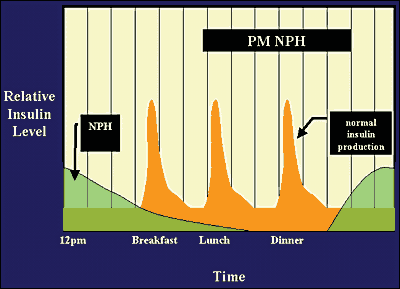 PM NPH
Relative
Insulin
Level
NPH
normal
insulin
production
12pm
Breakfast
Lunch
Dinner
Time